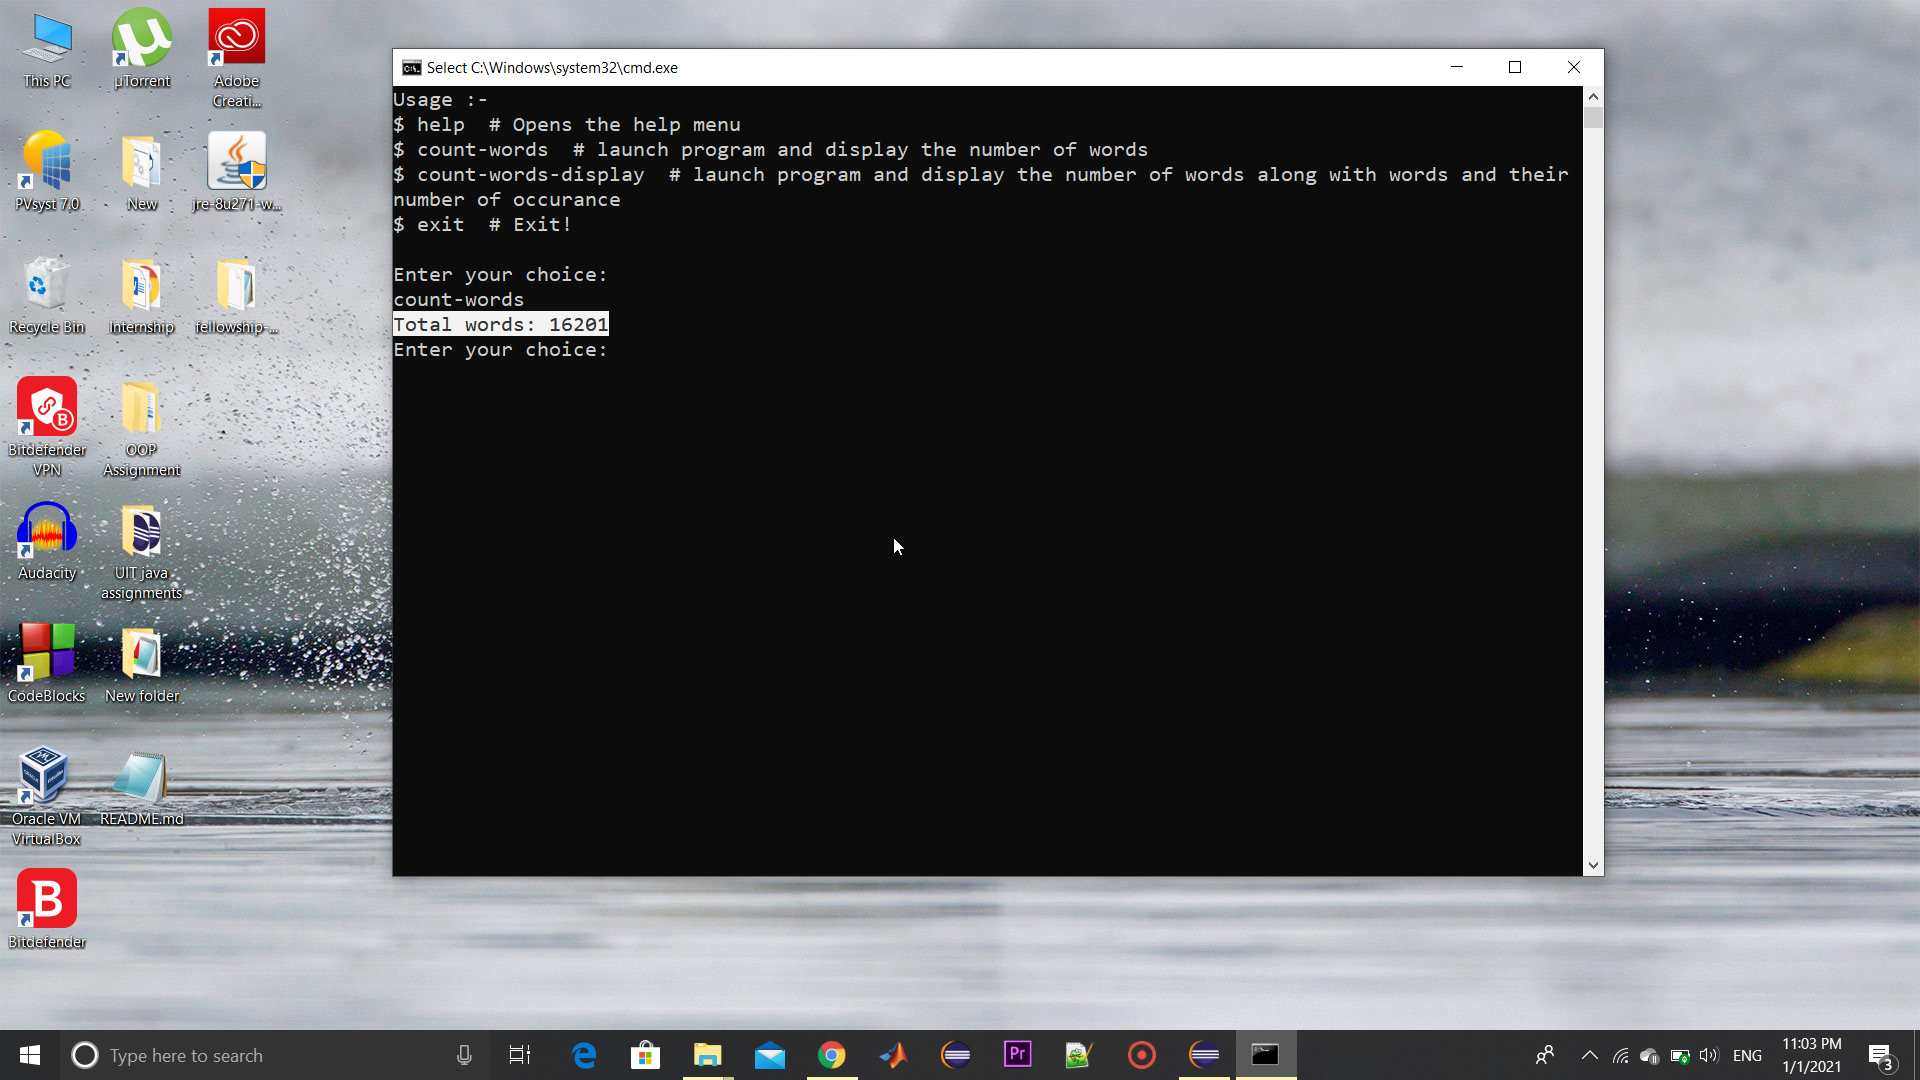 This PC
µTorrent
Adobe
Creati...
PVsyst 7.0
New
jre-8u271-w...
Recycle Bin
Internship
fellowship-...
Bitdefender
VPN
OOP
Assignment
Audacity
UIT java
assignments
CodeBlocks
New folder
Oracle VM
VirtualBox
README.md
Bitdefender
Select C:\Windows\system32\cmd.exe
Usage :-
$ help  # Opens the help menu
$ count-words  # launch program and display the number of words
$ count-words-display  # launch program and display the number of words along with words and their
number of occurance
$ exit  # Exit!
Enter your choice:
count-words
Total words: 16201
Enter your choice:
Type here to search
Pr
ENG
11:03 PM
1/1/2021
3